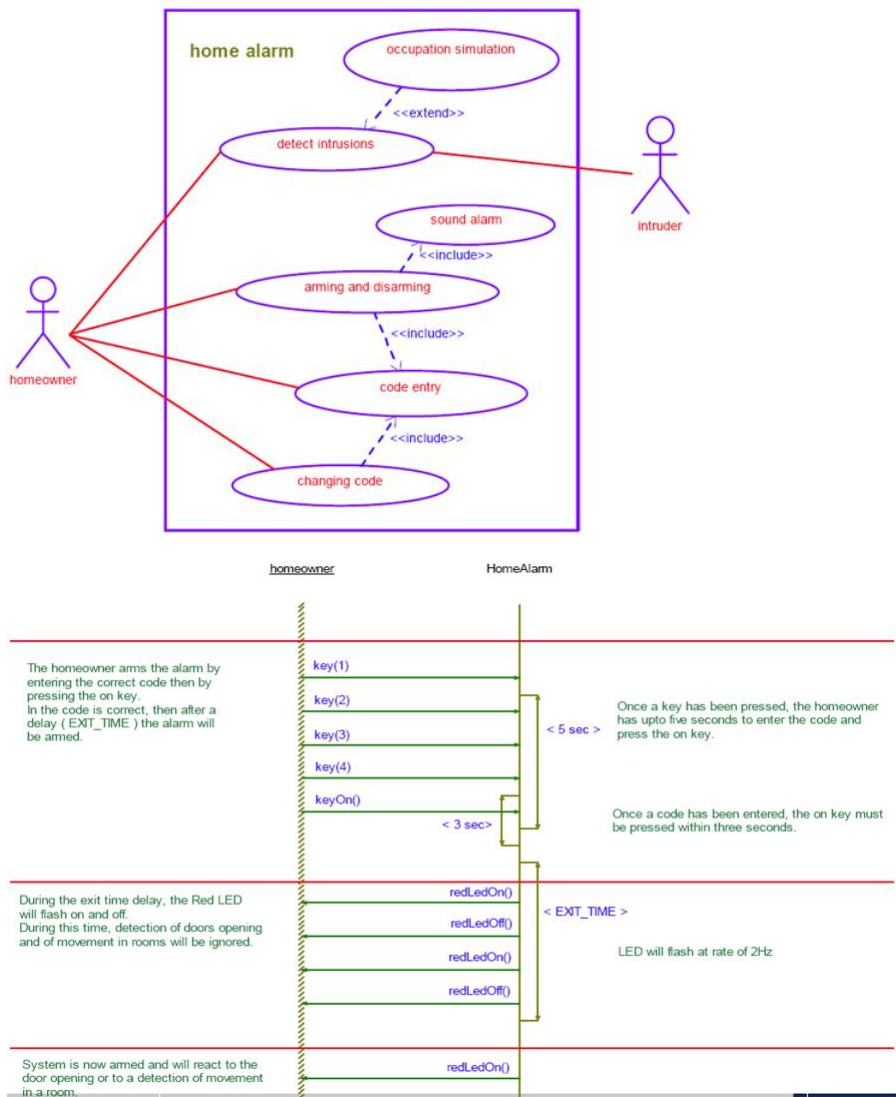 home alarm
occupation simulation
<<extend>>
detect intrusions
intruder
sound alarm
<<include>>
arming and disarming
<<include>>
homeowner
code entry
<<include>>
changing code
homeowner
HomeAlarm
The homeowner arms the alarm by
entering the correct code then by
pressing the on key.
In the code is correct, then after a
delay ( EXIT_TIME ) the alarm will
be armed.
key(1)
key(2)
key(3)
key(4)
keyOn()
< 5 sec >
Once a key has been pressed, the homeowner
has upto five seconds to enter the code and
press the on key.
< 3 sec>
Once a code has been entered, the on key must
be pressed within three seconds.
During the exit time delay, the Red LED
will flash on and off.
During this time, detection of doors opening
and of movement in rooms will be ignored.
redLedOn()
redLedOff()
redLedOn()
redLedOff()
< EXIT_TIME >
LED will flash at rate of 2Hz
System is now armed and will react to the
door opening or to a detection of movement
in a room.
redLedOn()